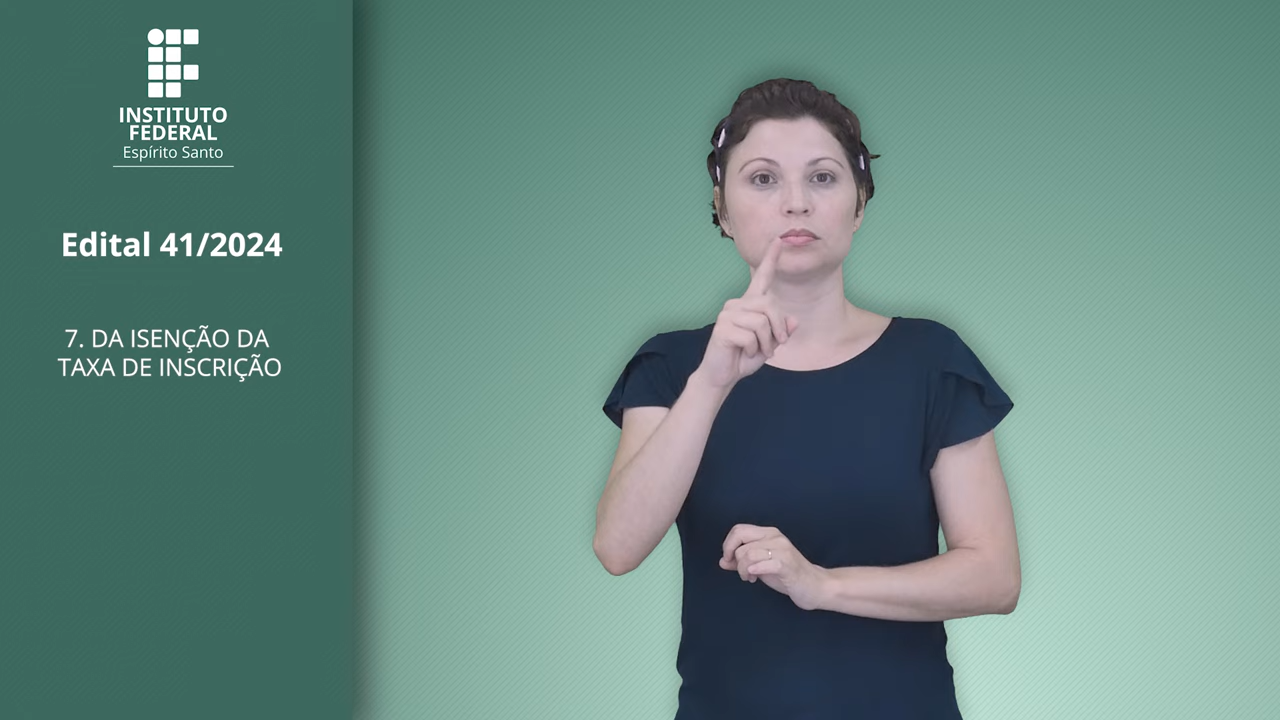 INSTITUTO
FEDERAL
Espírito Santo
Edital 41/2024
7. DA ISENÇÃO DA
TAXA DE INSCRIÇÃO